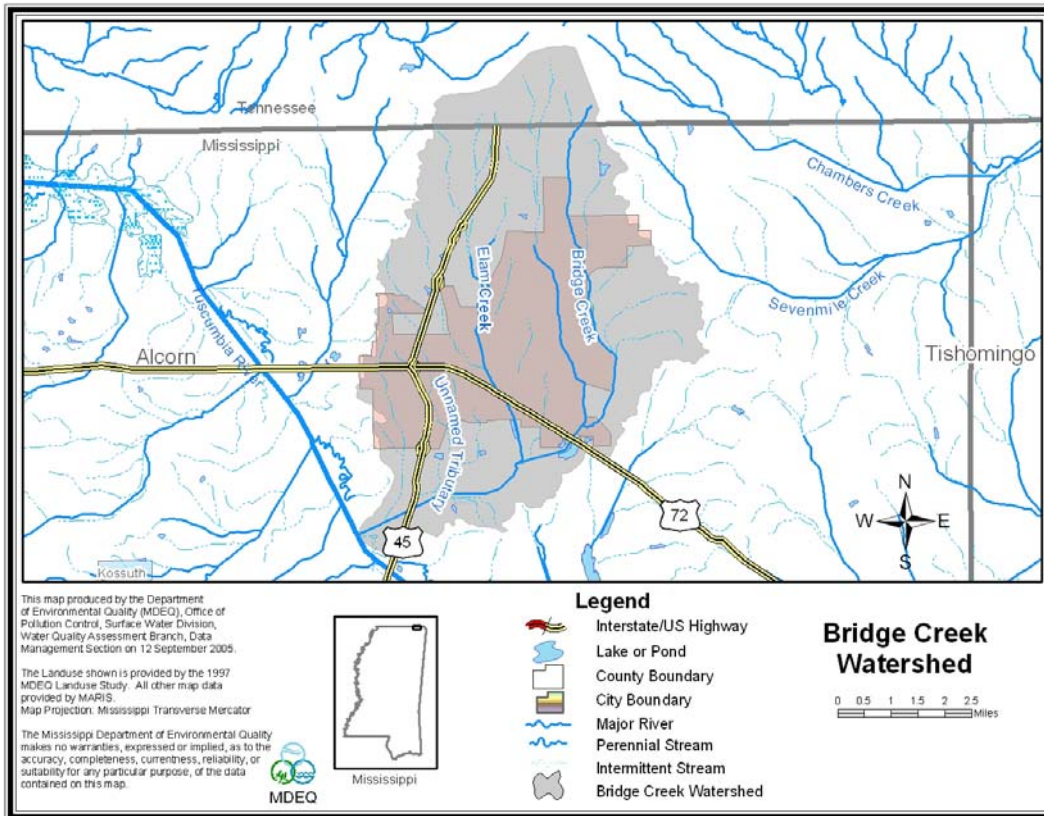 Tennessee
Mississippi
Chambers Creek
Sevenmile Creek
Elam Creek
Bridge Creek
Tuscumbia River
Alcorn
Tishomingo
Unnamed Tributary
45
72
Kossuth
N
W E
S
This map produced by the Department
of Environmental Quality (MDEQ), Office of
Pollution Control, Surface Water Division,
Water Quality Assessment Branch, Data
Management Section on 12 September 2005.
The Landuse shown is provided by the 1997
MDEQ Landuse Study. All other map data
provided by MARIS.
Map Projection: Mississippi Transverse Mercator
The Mississippi Department of Environmental Quality
makes no warranties, expressed or implied, as to the
accuracy, completeness, currentness, reliability, or
suitability for any particular purpose, of the data
contained on this map.
MDEQ
Mississippi
Legend
Interstate/US Highway
Lake or Pond
County Boundary
City Boundary
Major River
Perennial Stream
Intermittent Stream
Bridge Creek Watershed
Bridge Creek
Watershed
0 0.5 1 1.5 2 2.5
Miles